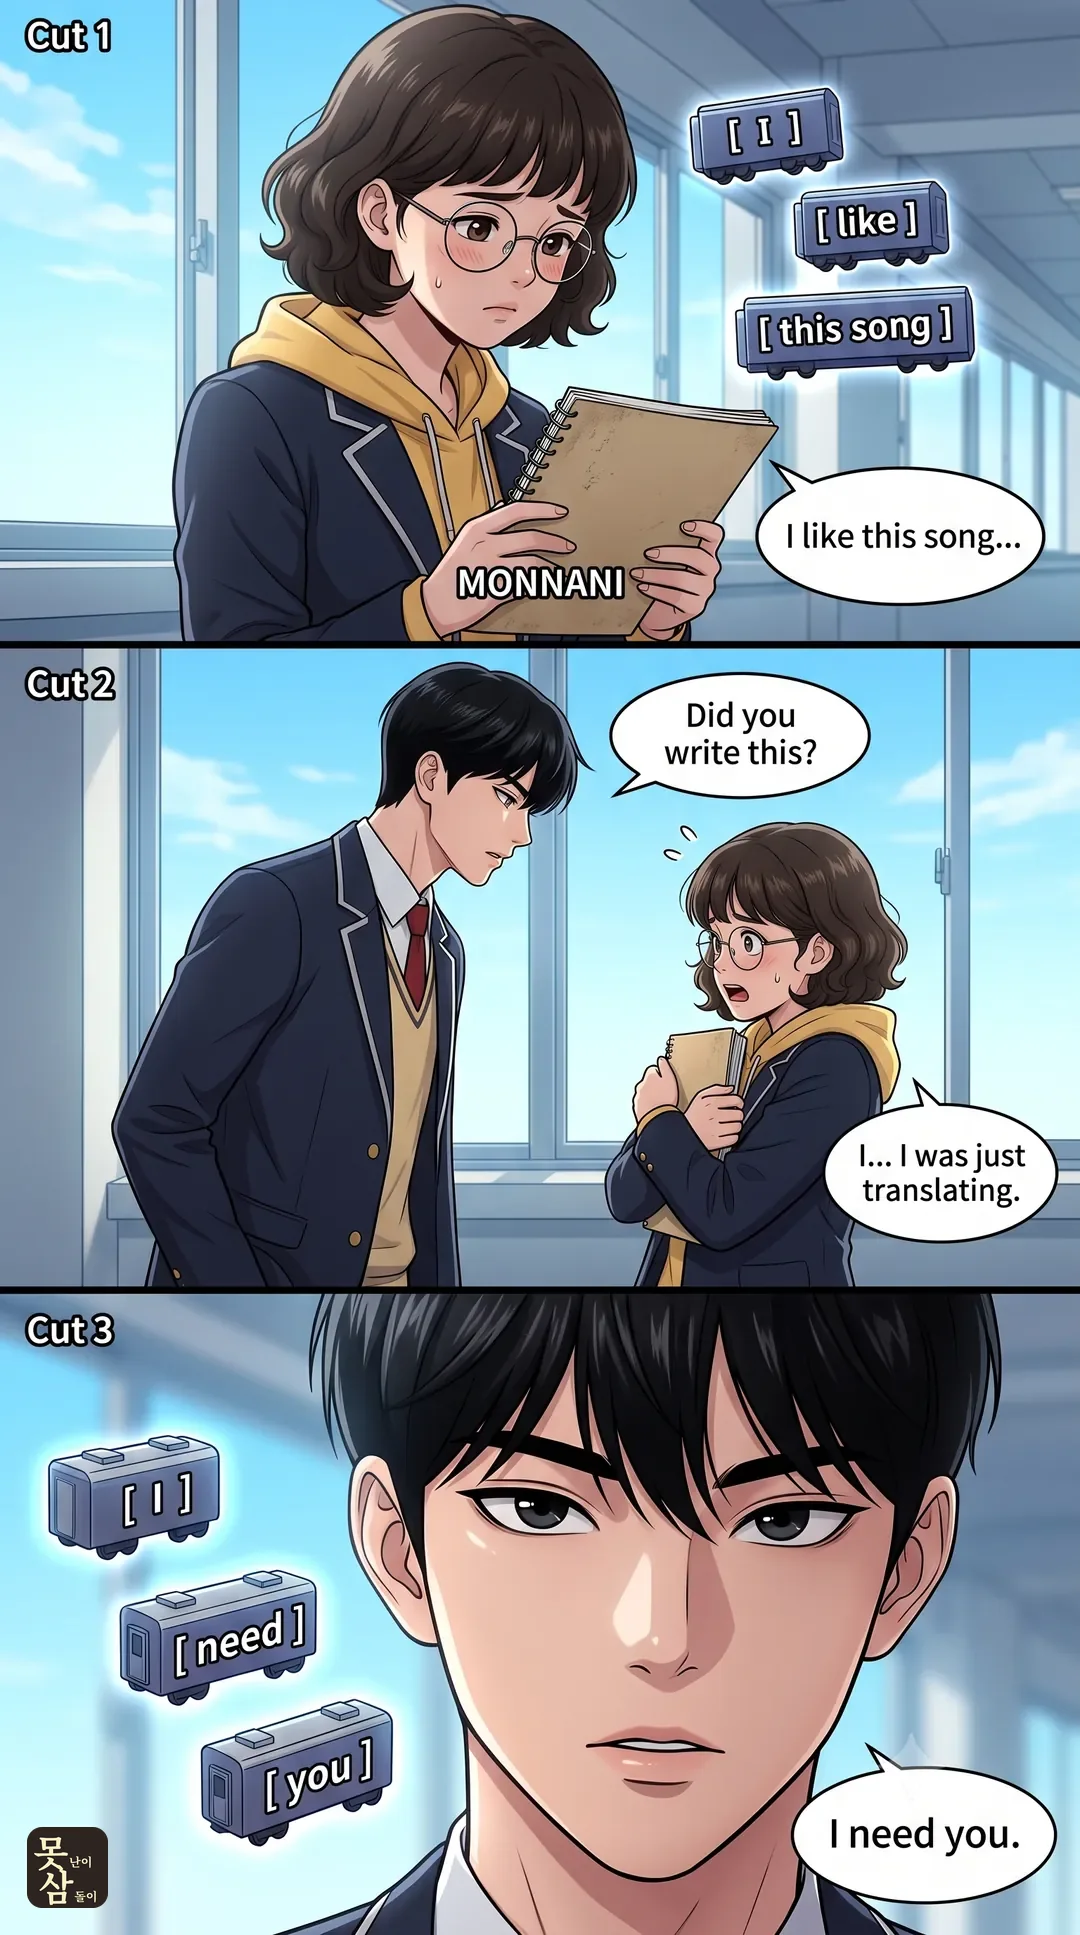 Cut 1
[ I ]
[ like ]
[ this song ]
I like this song...
MONNANI
Cut 2
Did you
write this?
I... I was just
translating.
Cut 3
[ I ]
[ need ]
[ you ]
I need you.
못난이
삼돌이